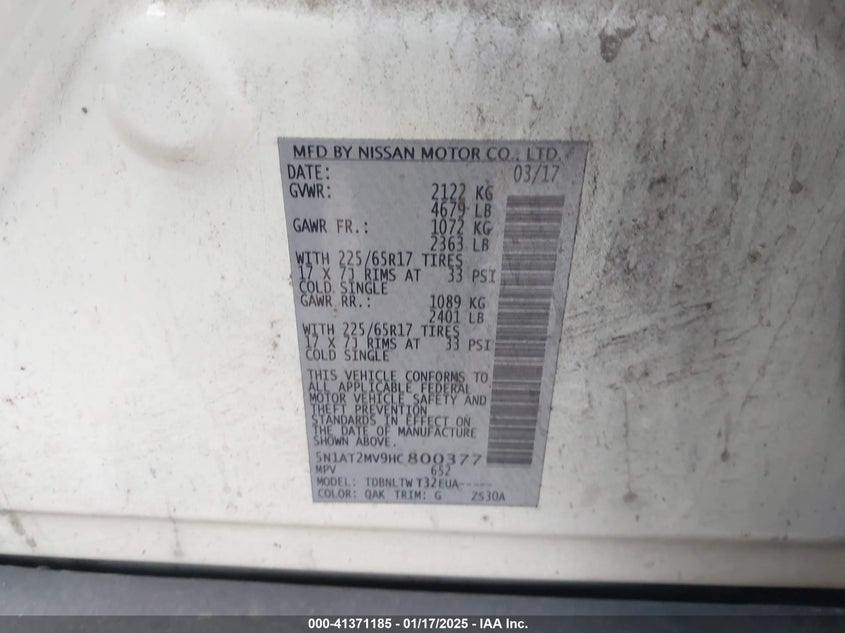 MFD BY NISSAN MOTOR CO., LTD.
DATE: 03/17
GVWR: 2122 KG
4679 LB
GAWR FR.: 1072 KG
2363 LB
WITH 225/65R17 TIRES
17 X 7J RIMS AT 33 PSI
COLD SINGLE
GAWR RR.: 1089 KG
2401 LB
WITH 225/65R17 TIRES
17 X 7J RIMS AT 33 PSI
COLD SINGLE
THIS VEHICLE CONFORMS TO
ALL APPLICABLE FEDERAL
MOTOR VEHICLE SAFETY AND
THEFT PREVENTION
STANDARDS IN EFFECT ON
THE DATE OF MANUFACTURE
SHOWN ABOVE.
5N1AT2MV9HC800377
MPV 652
MODEL: TDBNLTW T32EUA-----
COLOR: QAK TRIM: G ZS30A
000-41371185 - 01/17/2025 - IAA Inc.